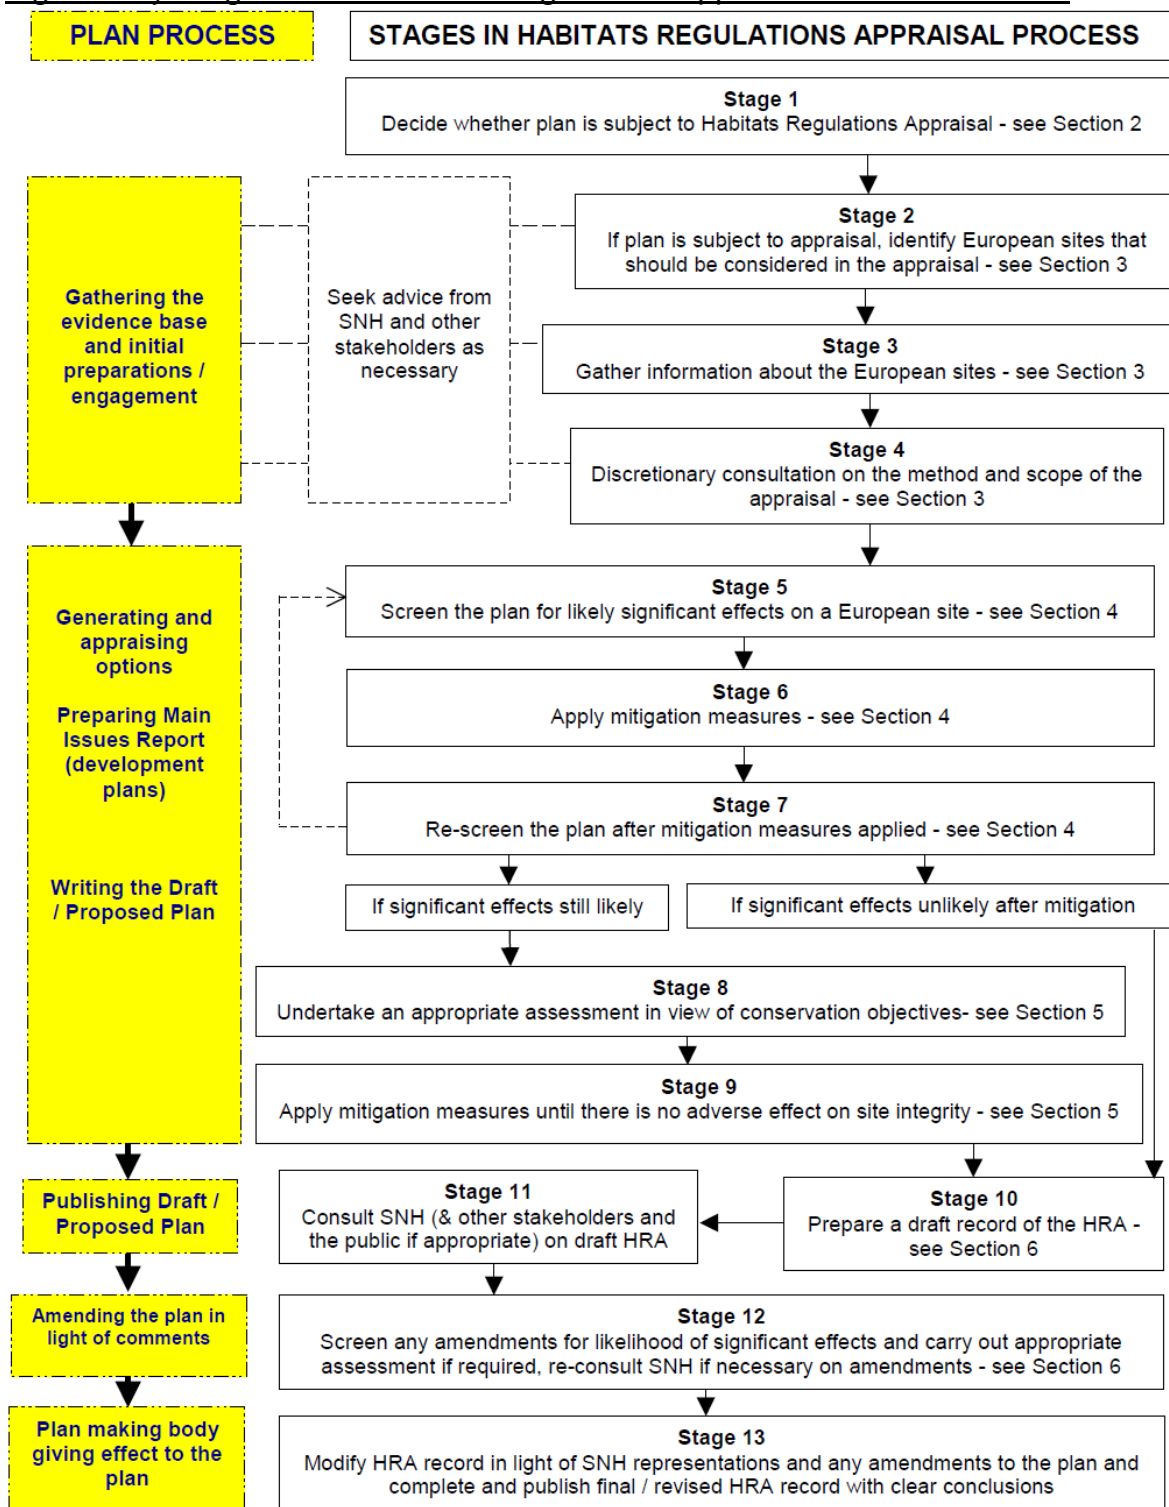 PLAN PROCESS
STAGES IN HABITATS REGULATIONS APPRAISAL PROCESS
Stage 1
Decide whether plan is subject to Habitats Regulations Appraisal - see Section 2
Stage 2
If plan is subject to appraisal, identify European sites that
should be considered in the appraisal - see Section 3
Gathering the
evidence base
and initial
preparations /
engagement
Seek advice from
SNH and other
stakeholders as
necessary
Stage 3
Gather information about the European sites - see Section 3
Stage 4
Discretionary consultation on the method and scope of the
appraisal - see Section 3
Generating and
appraising
options
Preparing Main
Issues Report
(development
plans)
Writing the Draft
/ Proposed Plan
Stage 5
Screen the plan for likely significant effects on a European site - see Section 4
Stage 6
Apply mitigation measures - see Section 4
Stage 7
Re-screen the plan after mitigation measures applied - see Section 4
If significant effects still likely
If significant effects unlikely after mitigation
Stage 8
Undertake an appropriate assessment in view of conservation objectives- see Section 5
Stage 9
Apply mitigation measures until there is no adverse effect on site integrity - see Section 5
Publishing Draft /
Proposed Plan
Stage 11
Consult SNH (& other stakeholders and
the public if appropriate) on draft HRA
Stage 10
Prepare a draft record of the HRA -
see Section 6
Amending the plan in
light of comments
Stage 12
Screen any amendments for likelihood of significant effects and carry out appropriate
assessment if required, re-consult SNH if necessary on amendments - see Section 6
Plan making body
giving effect to the
plan
Stage 13
Modify HRA record in light of SNH representations and any amendments to the plan and
complete and publish final / revised HRA record with clear conclusions